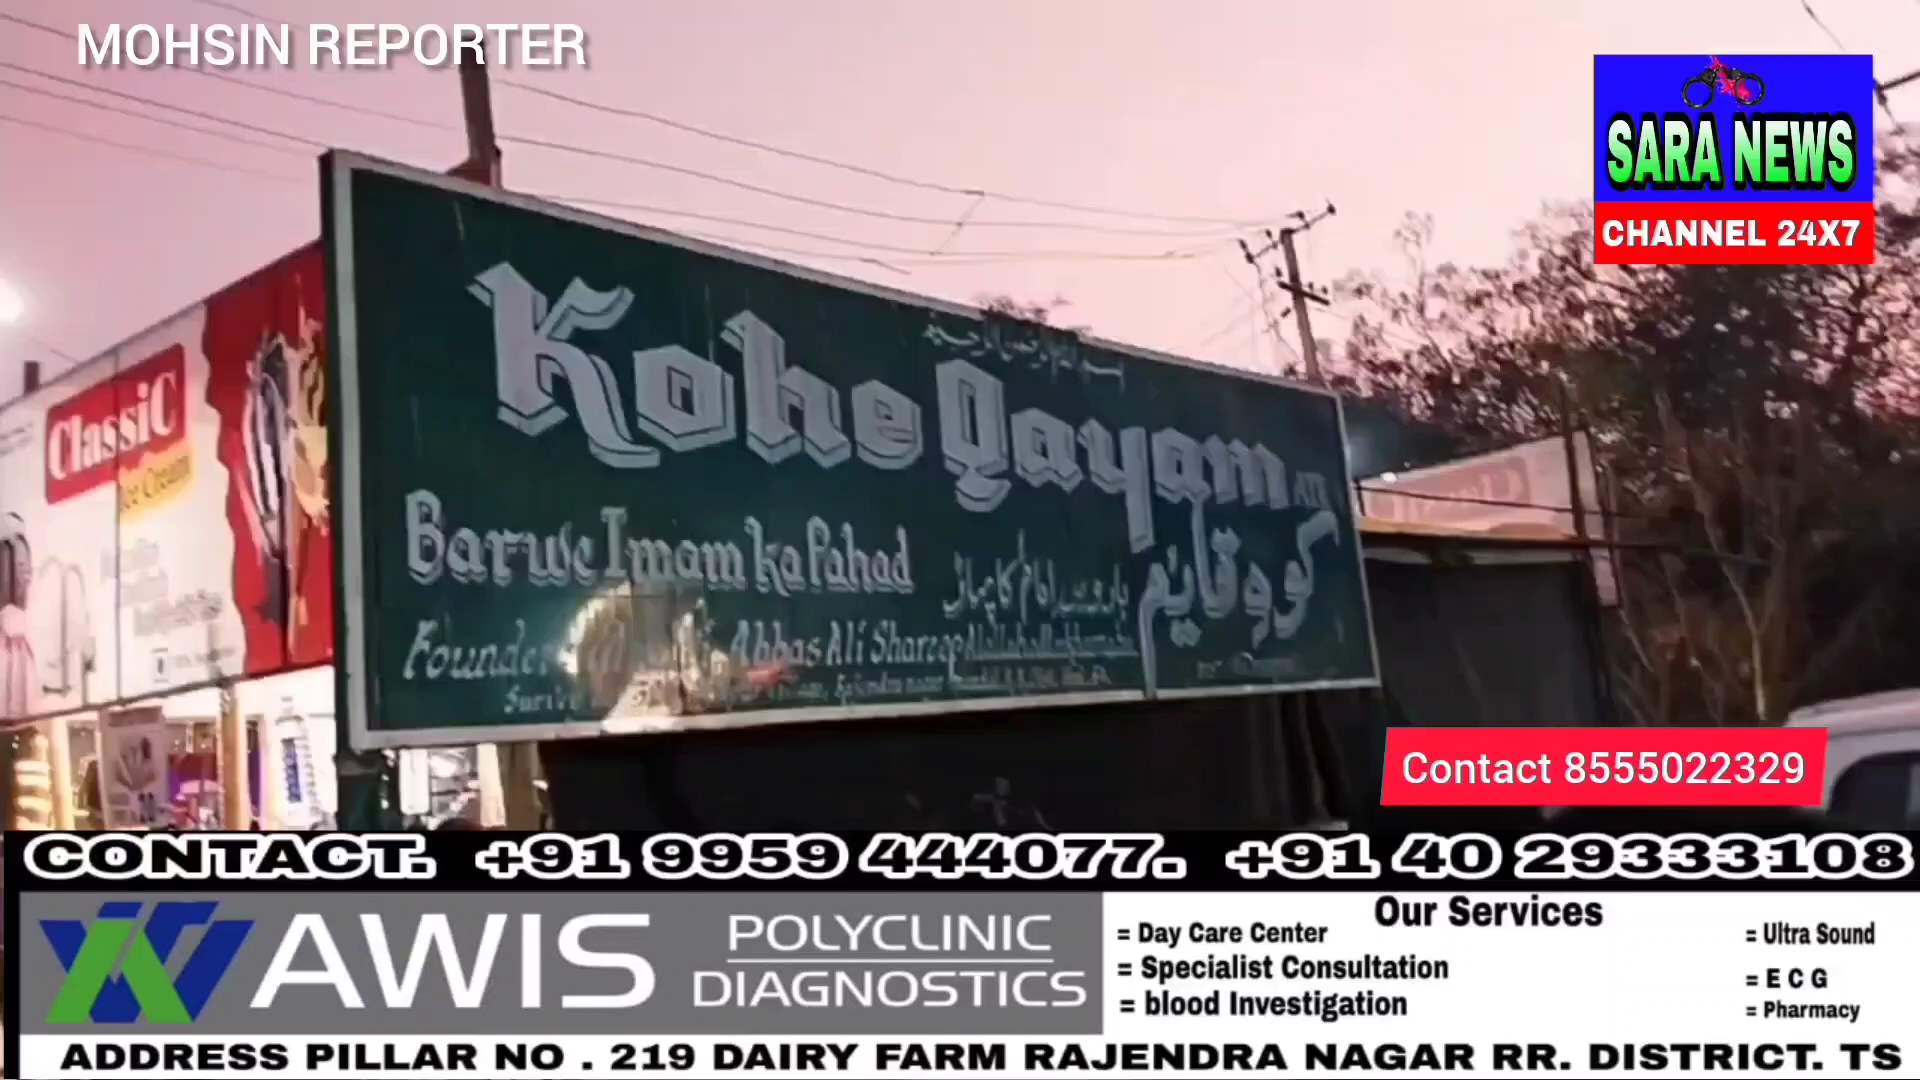 MOHSIN REPORTER
SARA NEWS
CHANNEL 24X7
ClassiC
Ice Cream
Kohe Qayam
Barwe Imam ka Pahad
باروے امام کا پہاڑ
کوہ قایم
Founder
Abbas Ali Shareef
Contact 8555022329
CONTACT. +91 9959 444077. +91 40 29333108
AWIS
POLYCLINIC
DIAGNOSTICS
Our Services
= Day Care Center
= Specialist Consultation
= blood Investigation
= Ultra Sound
= E C G
= Pharmacy
ADDRESS PILLAR NO . 219 DAIRY FARM RAJENDRA NAGAR RR. DISTRICT. TS